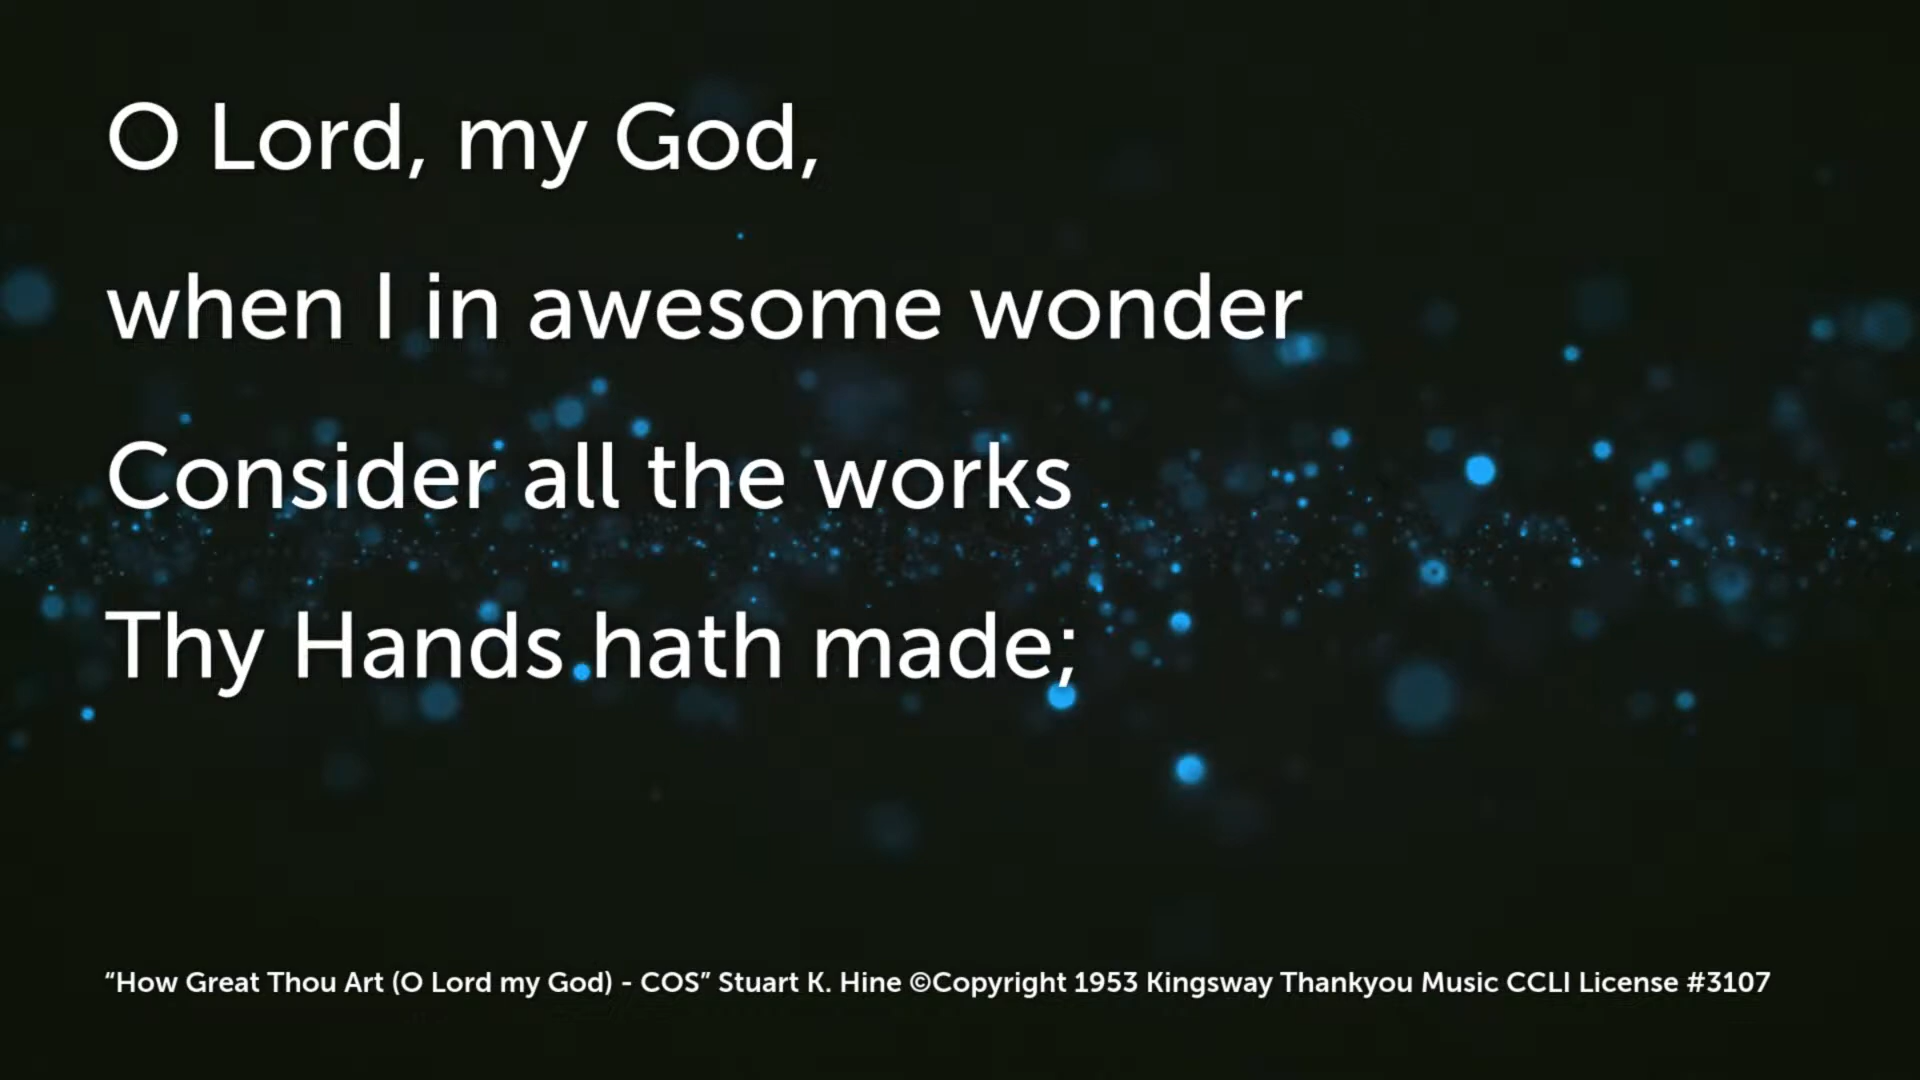 O Lord, my God,
when I in awesome wonder
Consider all the works
Thy Hands hath made;
“How Great Thou Art (O Lord my God) - COS” Stuart K. Hine ©Copyright 1953 Kingsway Thankyou Music CCLI License #3107